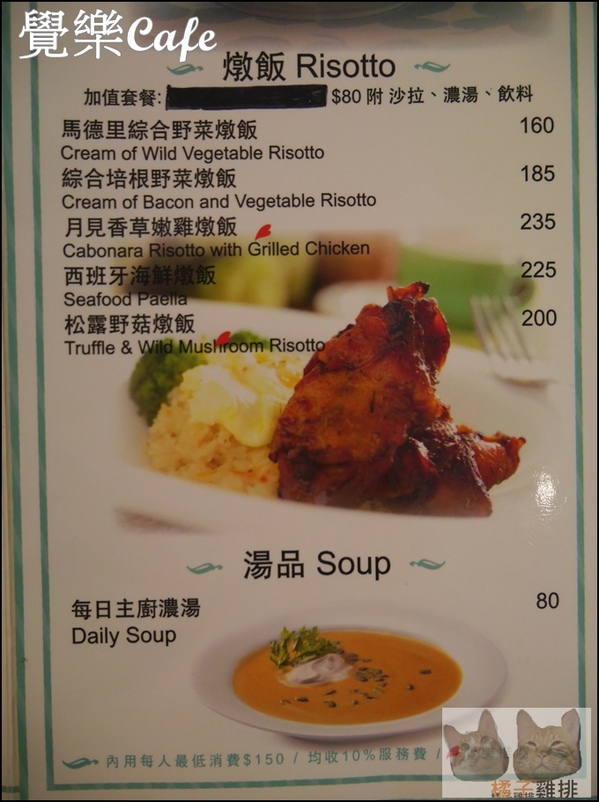 覺樂Cafe
燉飯 Risotto
加值套餐: $80 附 沙拉、濃湯、飲料
馬德里綜合野菜燉飯 160
Cream of Wild Vegetable Risotto
綜合培根野菜燉飯 185
Cream of Bacon and Vegetable Risotto
月見香草嫩雞燉飯 235
Cabonara Risotto with Grilled Chicken
西班牙海鮮燉飯 225
Seafood Paella
松露野菇燉飯 200
Truffle & Wild Mushroom Risotto
湯品 Soup
每日主廚濃湯 80
Daily Soup
內用每人最低消費$150 / 均收10%服務費 /
橘子雞排